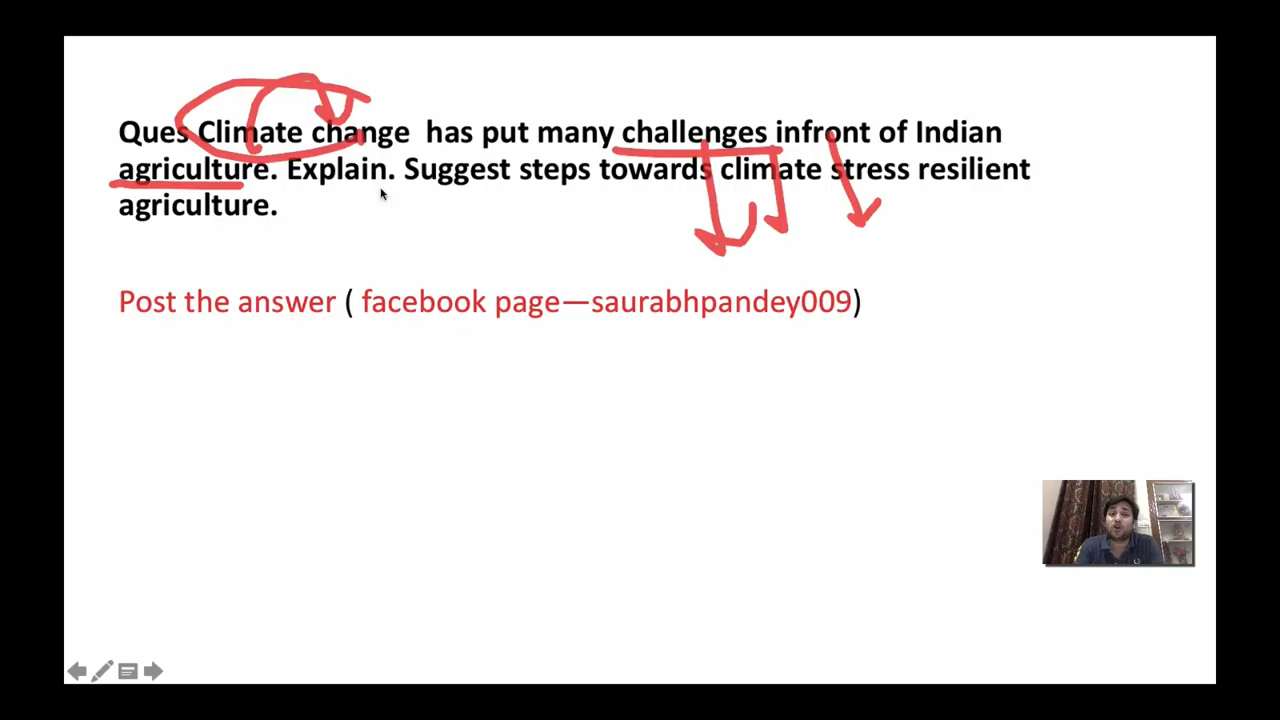 Ques Climate change has put many challenges infront of Indian
agriculture. Explain. Suggest steps towards climate stress resilient
agriculture.
Post the answer ( facebook page—saurabhpandey009)